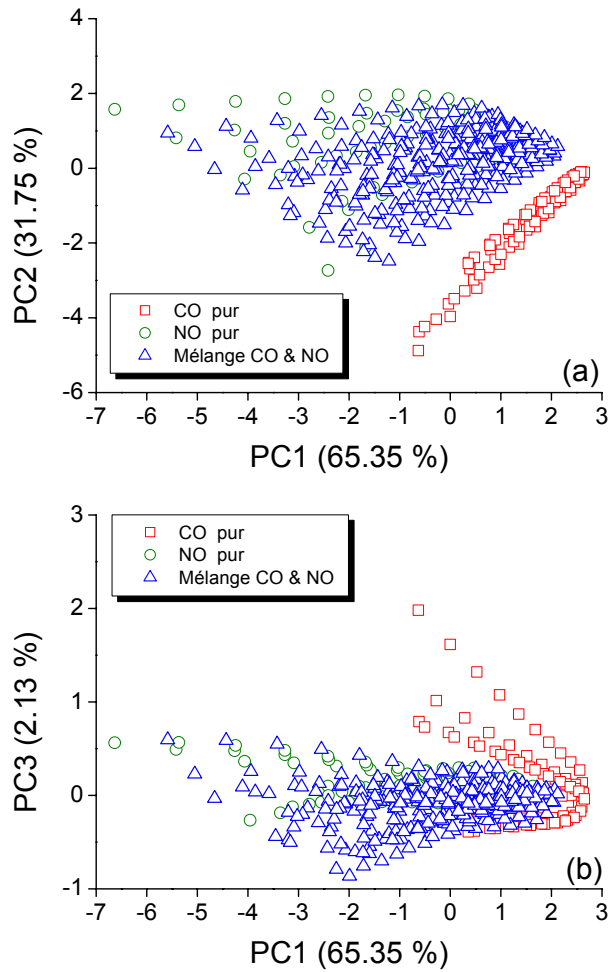 4
2
0
-2
-4
-6
PC2 (31.75 %)
CO pur
NO pur
Mélange CO & NO
(a)
-7 -6 -5 -4 -3 -2 -1 0 1 2 3
PC1 (65.35 %)
3
2
1
0
-1
PC3 (2.13 %)
CO pur
NO pur
Mélange CO & NO
(b)
-7 -6 -5 -4 -3 -2 -1 0 1 2 3
PC1 (65.35 %)